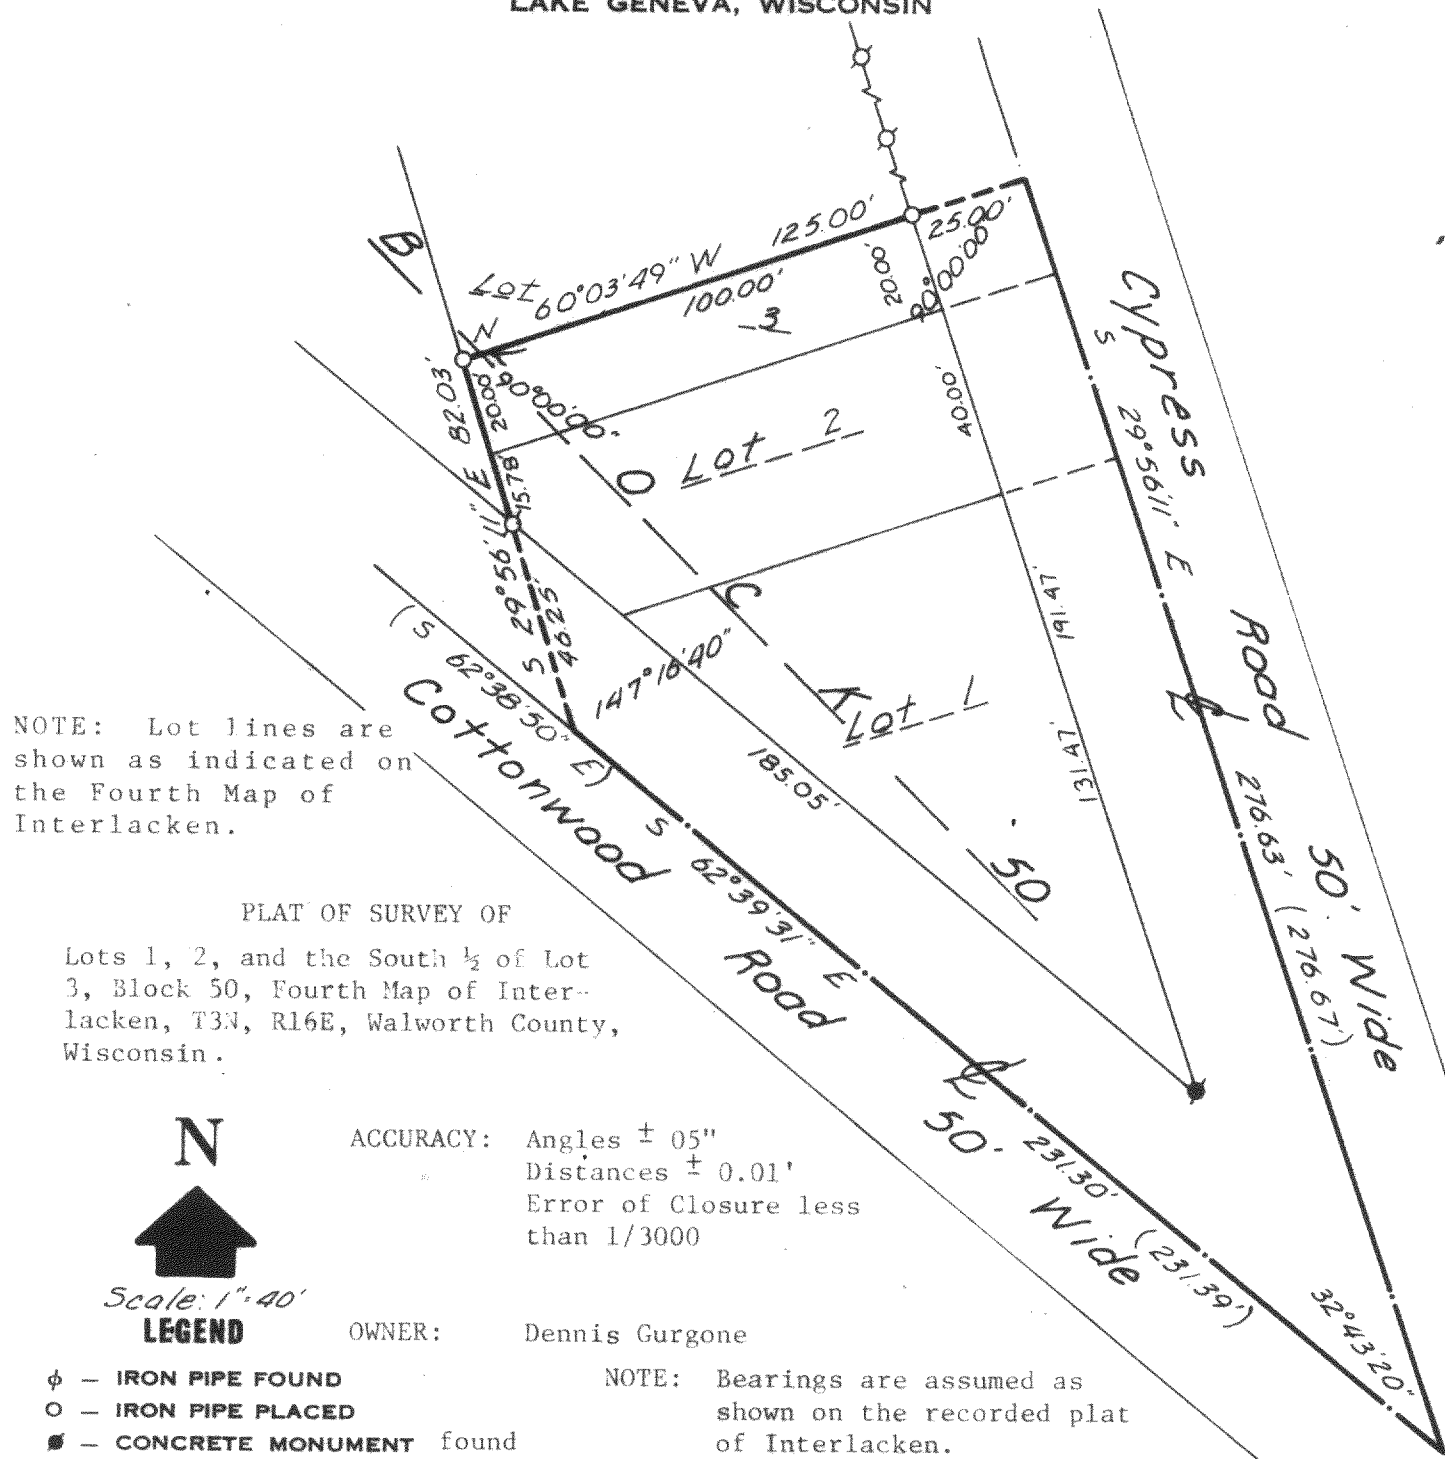 LAKE GENEVA, WISCONSIN
B
Lot
N 60°03'49" W
125.00'
100.00'
25.00'
3
20.00'
90°00'00"
82.03'
20.00'
90°00'00"
15.78'
S 29°56'11" E
46.25'
O
Lot 2
40.00'
Cypress Road 50' Wide
S 29°56'11" E
C
191.47'
131.47'
K
Lot 1
50
147°16'40"
185.05'
(S 62°38'50" E)
Cottonwood Road 50' Wide
S 62°39'31" E
276.63' (276.67')
231.30' (231.39')
32°43'20"
NOTE: Lot lines are
shown as indicated on
the Fourth Map of
Interlacken.
PLAT OF SURVEY OF
Lots 1, 2, and the South ½ of Lot
3, Block 50, Fourth Map of Inter-
lacken, T3N, R16E, Walworth County,
Wisconsin.
N
Scale: 1"=40'
ACCURACY: Angles ± 05"
Distances ± 0.01'
Error of Closure less
than 1/3000
LEGEND
OWNER: Dennis Gurgone
– IRON PIPE FOUND
O – IRON PIPE PLACED
– CONCRETE MONUMENT found
NOTE: Bearings are assumed as
shown on the recorded plat
of Interlacken.